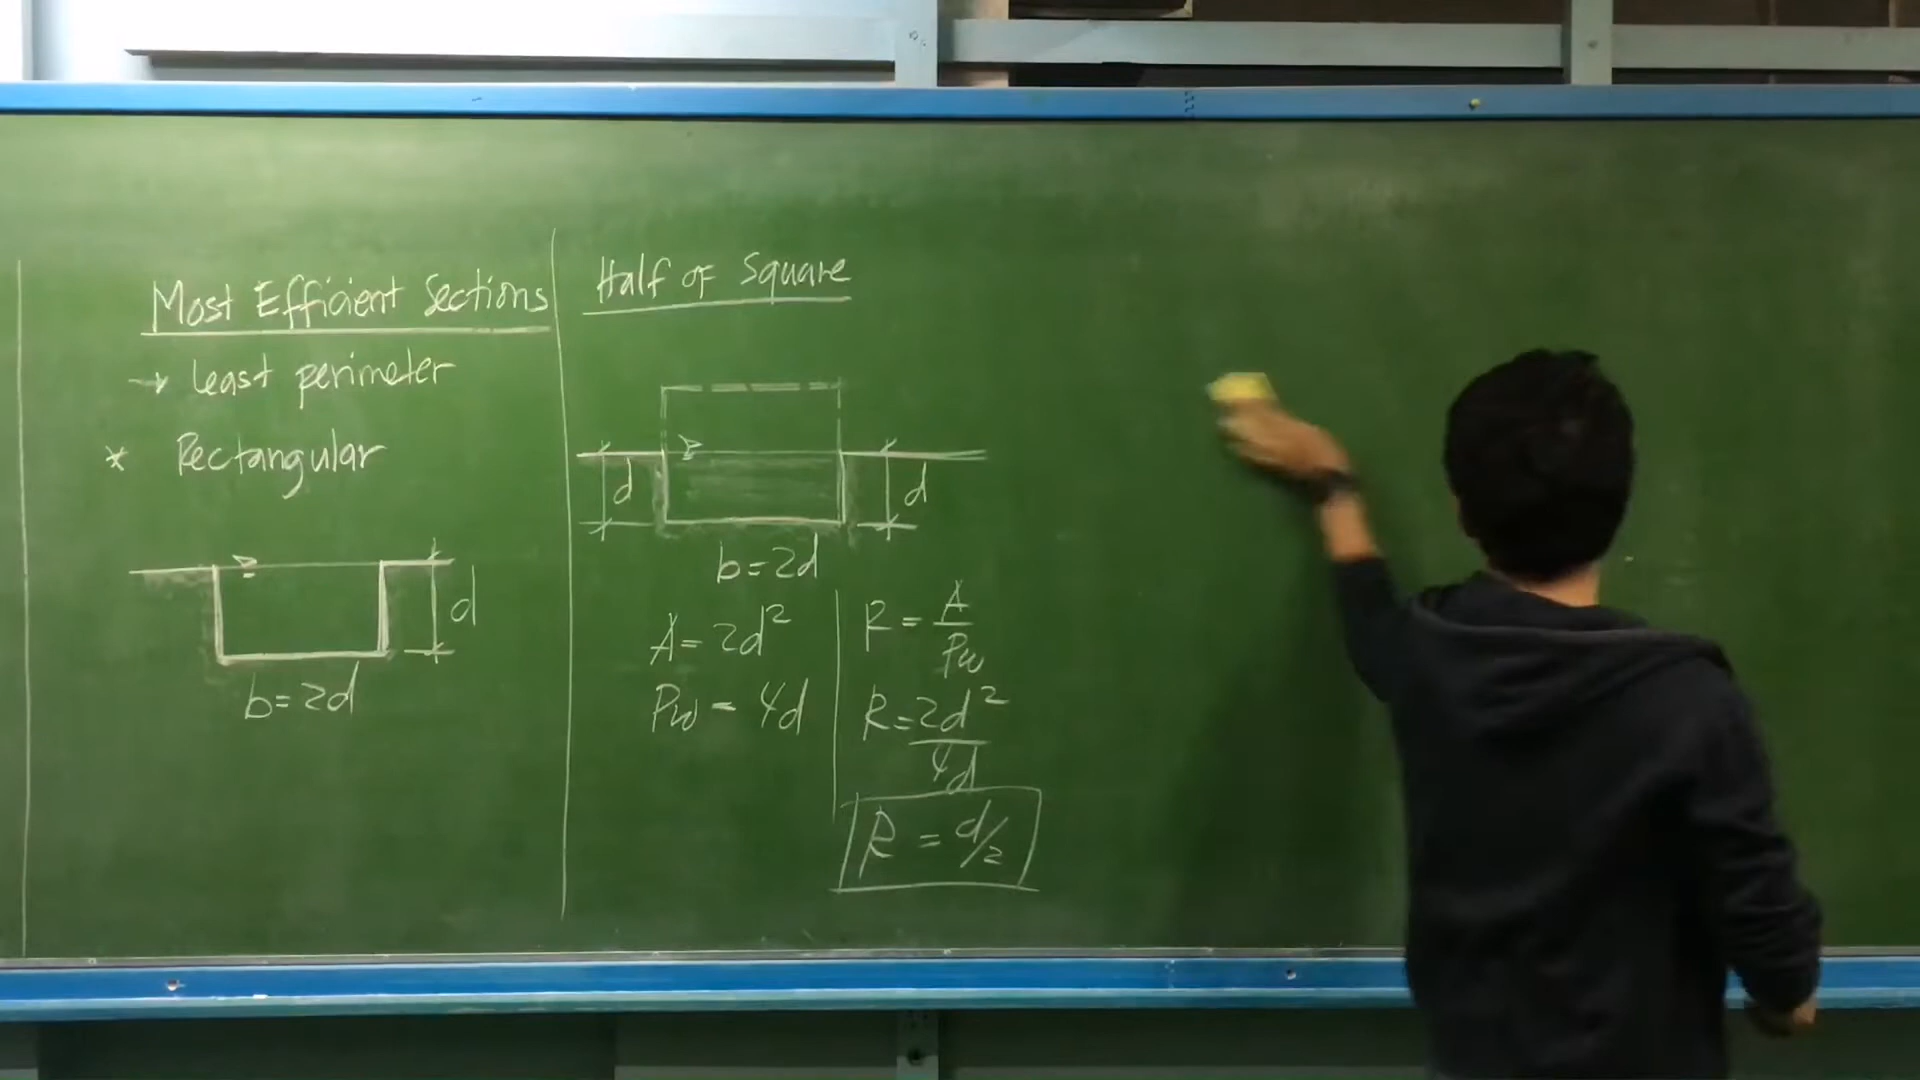 Most Efficient Sections
→ least perimeter
* Rectangular
d
b=2d
Half of Square
d
d
b=2d
A=2d²
Pw = 4d
R = A/Pw
R = 2d²/4d
R = d/2